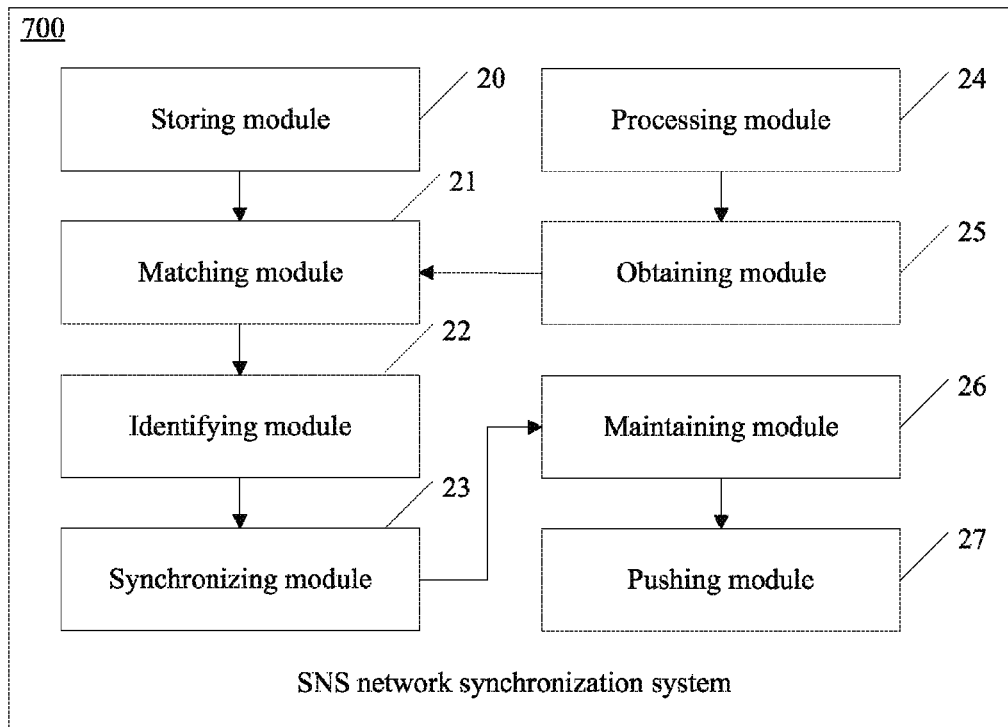 700
Storing module
20
Processing module
24
Matching module
21
Obtaining module
25
Identifying module
22
Maintaining module
26
Synchronizing module
23
Pushing module
27
SNS network synchronization system